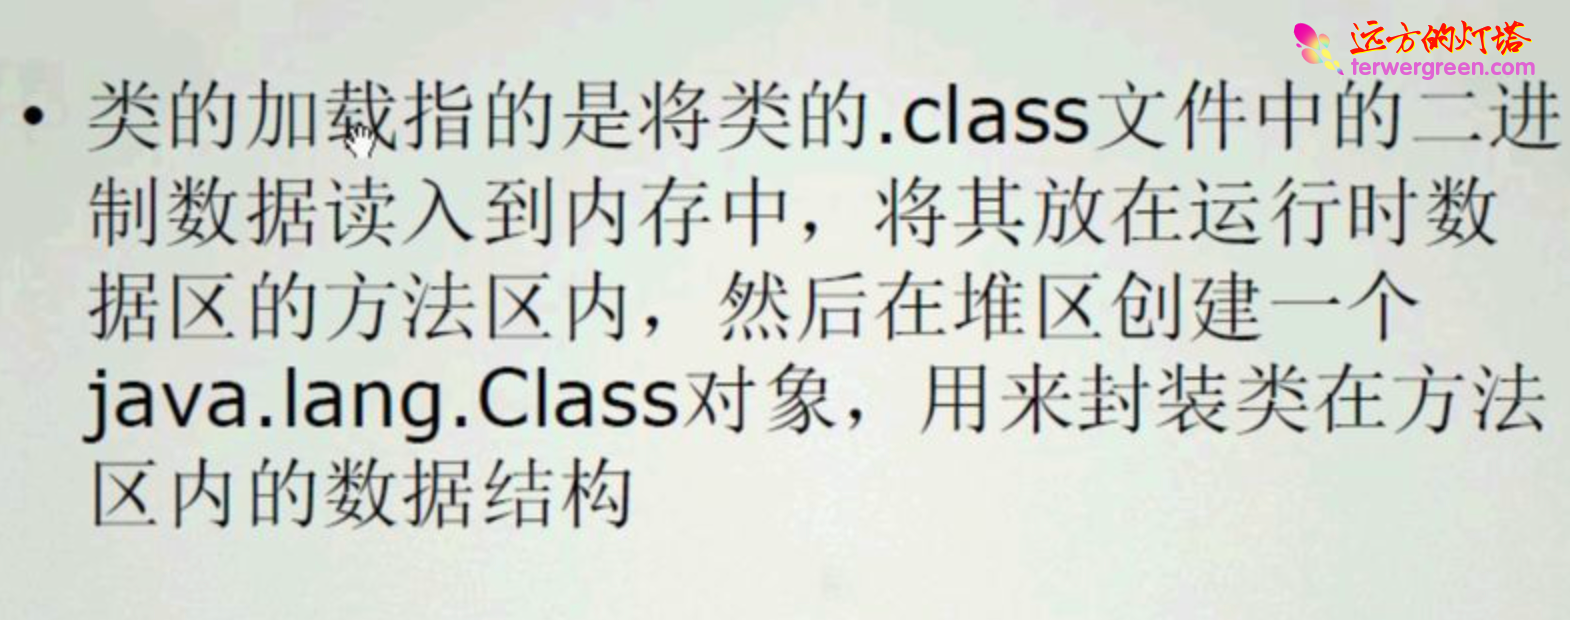 远方的灯塔
terwergreen.com
• 类的加载指的是将类的.class文件中的二进
制数据读入到内存中，将其放在运行时数
据区的方法区内，然后在堆区创建一个
java.lang.Class对象，用来封装类在方法
区内的数据结构